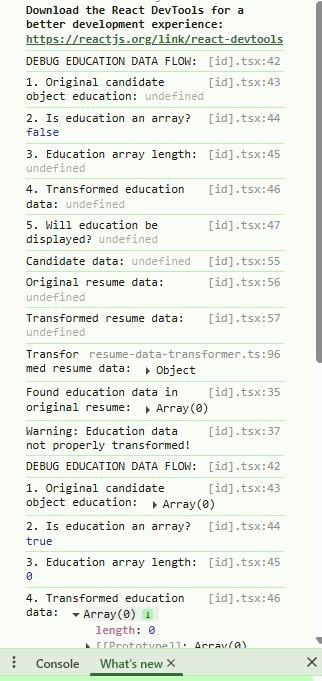 Download the React DevTools for a
better development experience:
https://reactjs.org/link/react-devtools
DEBUG EDUCATION DATA FLOW: [id].tsx:42
1. Original candidate [id].tsx:43
object education: undefined
2. Is education an array? [id].tsx:44
false
3. Education array length: [id].tsx:45
undefined
4. Transformed education [id].tsx:46
data: undefined
5. Will education be [id].tsx:47
displayed? undefined
Candidate data: undefined [id].tsx:55
Original resume data: [id].tsx:56
undefined
Transformed resume data: [id].tsx:57
undefined
Transfor resume-data-transformer.ts:96
med resume data: ▶ Object
Found education data in [id].tsx:35
original resume: ▶ Array(0)
Warning: Education data [id].tsx:37
not properly transformed!
DEBUG EDUCATION DATA FLOW: [id].tsx:42
1. Original candidate [id].tsx:43
object education: ▶ Array(0)
2. Is education an array? [id].tsx:44
true
3. Education array length: [id].tsx:45
0
4. Transformed education [id].tsx:46
data: ▼ Array(0) i
length: 0
▶ [[Prototype]]: Array(0)
Console What's new ✕